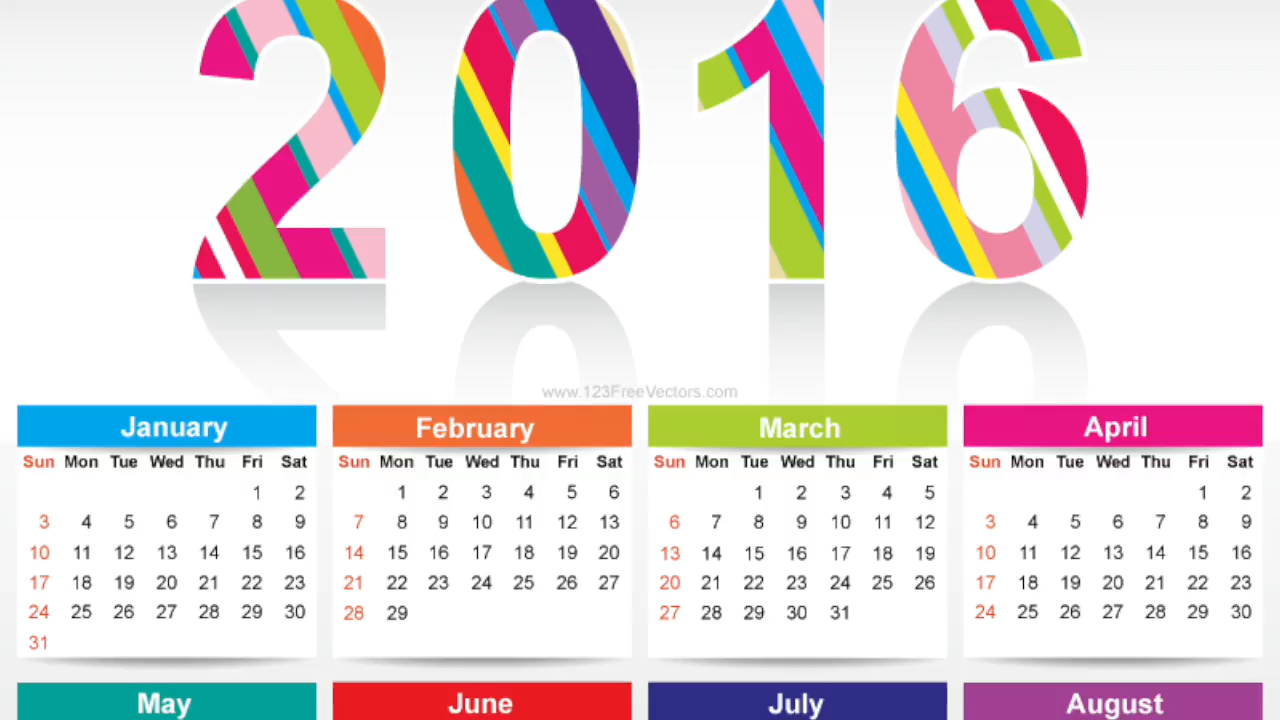 2016
www.123FreeVectors.com
January February March April
Sun Mon Tue Wed Thu Fri Sat Sun Mon Tue Wed Thu Fri Sat Sun Mon Tue Wed Thu Fri Sat Sun Mon Tue Wed Thu Fri Sat
1 2 1 2 3 4 5 6 1 2 3 4 5 1 2
3 4 5 6 7 8 9 7 8 9 10 11 12 13 6 7 8 9 10 11 12 3 4 5 6 7 8 9
10 11 12 13 14 15 16 14 15 16 17 18 19 20 13 14 15 16 17 18 19 10 11 12 13 14 15 16
17 18 19 20 21 22 23 21 22 23 24 25 26 27 20 21 22 23 24 25 26 17 18 19 20 21 22 23
24 25 26 27 28 29 30 28 29 27 28 29 30 31 24 25 26 27 28 29 30
31
May June July August